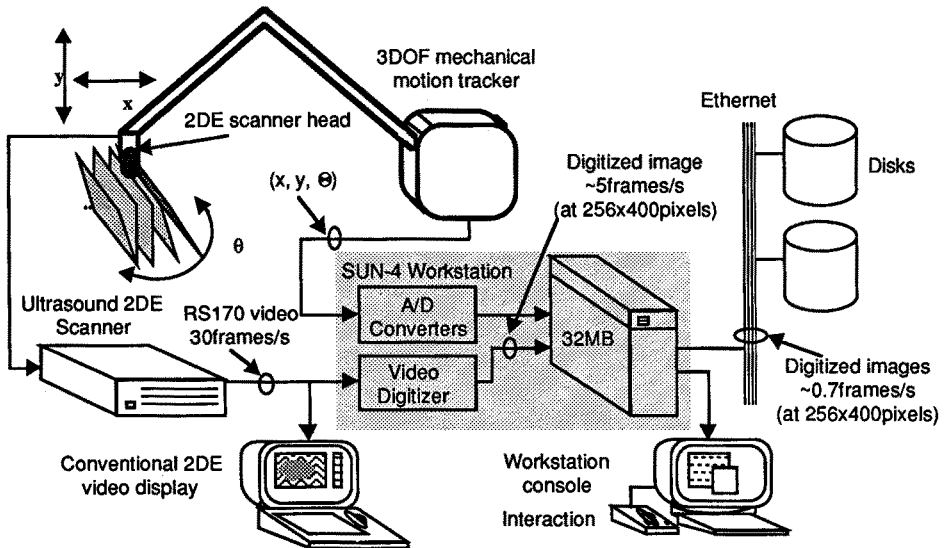 3DOF mechanical
motion tracker
y
x
2DE scanner head
(x, y, Θ)
θ
Ethernet
Disks
Digitized image
~5frames/s
(at 256x400pixels)
SUN-4 Workstation
A/D
Converters
32MB
Video
Digitizer
Ultrasound 2DE
Scanner
RS170 video
30frames/s
Digitized images
~0.7frames/s
(at 256x400pixels)
Conventional 2DE
video display
Workstation
console
Interaction